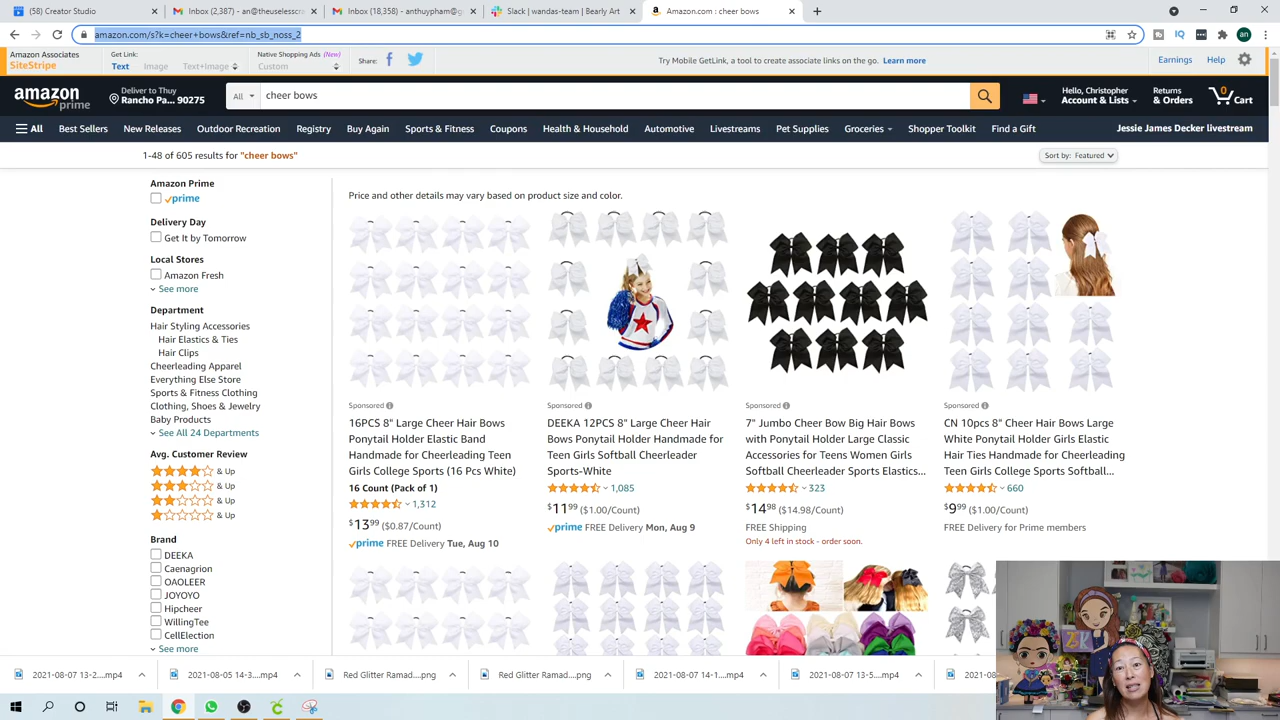 Creator Studio
Inbox (2,387) - an@theuselesscr
Inbox (18,358) - anthuypham@g
Slack | wandas-team | Bearly Art
Amazon.com : cheer bows
amazon.com/s?k=cheer+bows&ref=nb_sb_noss_2
Amazon Associates
SiteStripe
Get Link:
Text
Image
Text+Image
Native Shopping Ads (New)
Custom
Share:
Try Mobile GetLink, a tool to create associate links on the go. Learn more
Earnings
Help
amazon
prime
Deliver to Thuy
Rancho Pa... 90275
All
cheer bows
Hello, Christopher
Account & Lists
Returns
& Orders
0
Cart
All
Best Sellers
New Releases
Outdoor Recreation
Registry
Buy Again
Sports & Fitness
Coupons
Health & Household
Automotive
Livestreams
Pet Supplies
Groceries
Shopper Toolkit
Find a Gift
Jessie James Decker livestream
1-48 of 605 results for "cheer bows"
Sort by: Featured
Amazon Prime
prime
Delivery Day
Get It by Tomorrow
Local Stores
Amazon Fresh
See more
Department
Hair Styling Accessories
Hair Elastics & Ties
Hair Clips
Cheerleading Apparel
Everything Else Store
Sports & Fitness Clothing
Clothing, Shoes & Jewelry
Baby Products
See All 24 Departments
Avg. Customer Review
& Up
& Up
& Up
& Up
Brand
DEEKA
Caenagrion
OAOLEER
JOYOYO
Hipcheer
WillingTee
CellElection
See more
Price and other details may vary based on product size and color.
Sponsored
16PCS 8" Large Cheer Hair Bows
Ponytail Holder Elastic Band
Handmade for Cheerleading Teen
Girls College Sports (16 Pcs White)
16 Count (Pack of 1)
1,312
$13.99 ($0.87/Count)
prime FREE Delivery Tue, Aug 10
Sponsored
DEEKA 12PCS 8" Large Cheer Hair
Bows Ponytail Holder Handmade for
Teen Girls Softball Cheerleader
Sports-White
1,085
$11.99 ($1.00/Count)
prime FREE Delivery Mon, Aug 9
Sponsored
7" Jumbo Cheer Bow Big Hair Bows
with Ponytail Holder Large Classic
Accessories for Teens Women Girls
Softball Cheerleader Sports Elastics...
323
$14.98 ($14.98/Count)
FREE Shipping
Only 4 left in stock - order soon.
Sponsored
CN 10pcs 8" Cheer Hair Bows Large
White Ponytail Holder Girls Elastic
Hair Ties Handmade for Cheerleading
Teen Girls College Sports Softball...
660
$9.99 ($1.00/Count)
FREE Delivery for Prime members
2021-08-07 13-2....mp4
2021-08-05 14-3....mp4
Red Glitter Ramad....png
Red Glitter Ramad....png
2021-08-07 14-1....mp4
2021-08-07 13-5....mp4
2021-08